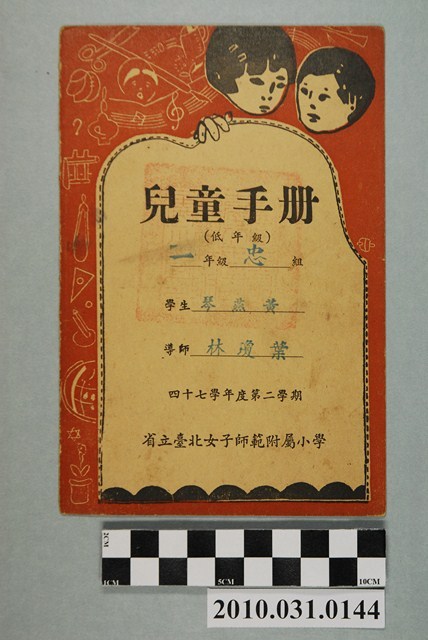 兒童手册
(低年級)
二年級忠組
學生 琴燕黃
導師 林瓊葉
四十七學年度第二學期
省立臺北女子師範附屬小學
2CM
1CM 5CM 10CM
2010.031.0144